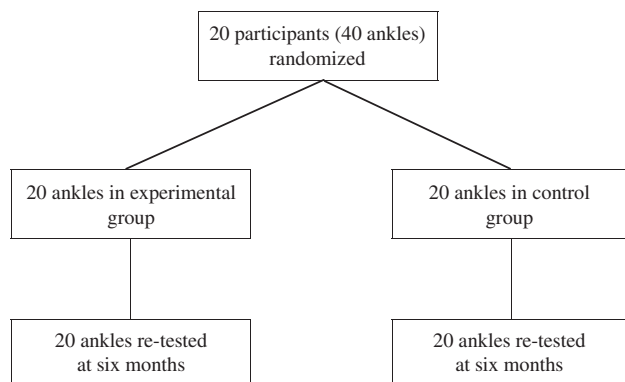 20 participants (40 ankles)
randomized
20 ankles in experimental
group
20 ankles in control
group
20 ankles re-tested
at six months
20 ankles re-tested
at six months